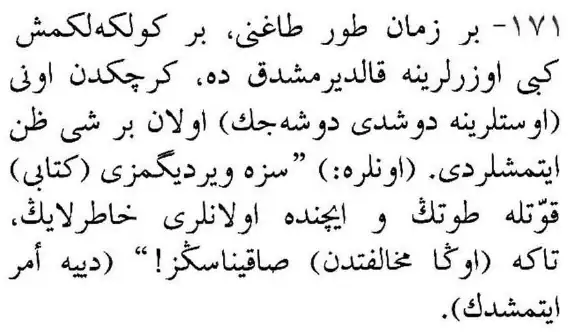 ١٧١- بر زمان طور طاغنى، بر كولكه‌لكمش
كبى اوزرلرينه قالديرمشدق ده، كرچكدن اونى
(اوستلرينه دوشدى دوشه‌جك) اولان بر شى ظن
ايتمشلردى. (اونلره:) ”سزه ويرديگمزى (كتابى)
قوّتله طوتڭ و ايچنده اولانلرى خاطرلايڭ،
تاكه (اوڭا مخالفتدن) صاقيناسڭز!“ (دييه أمر
ايتمشدك).